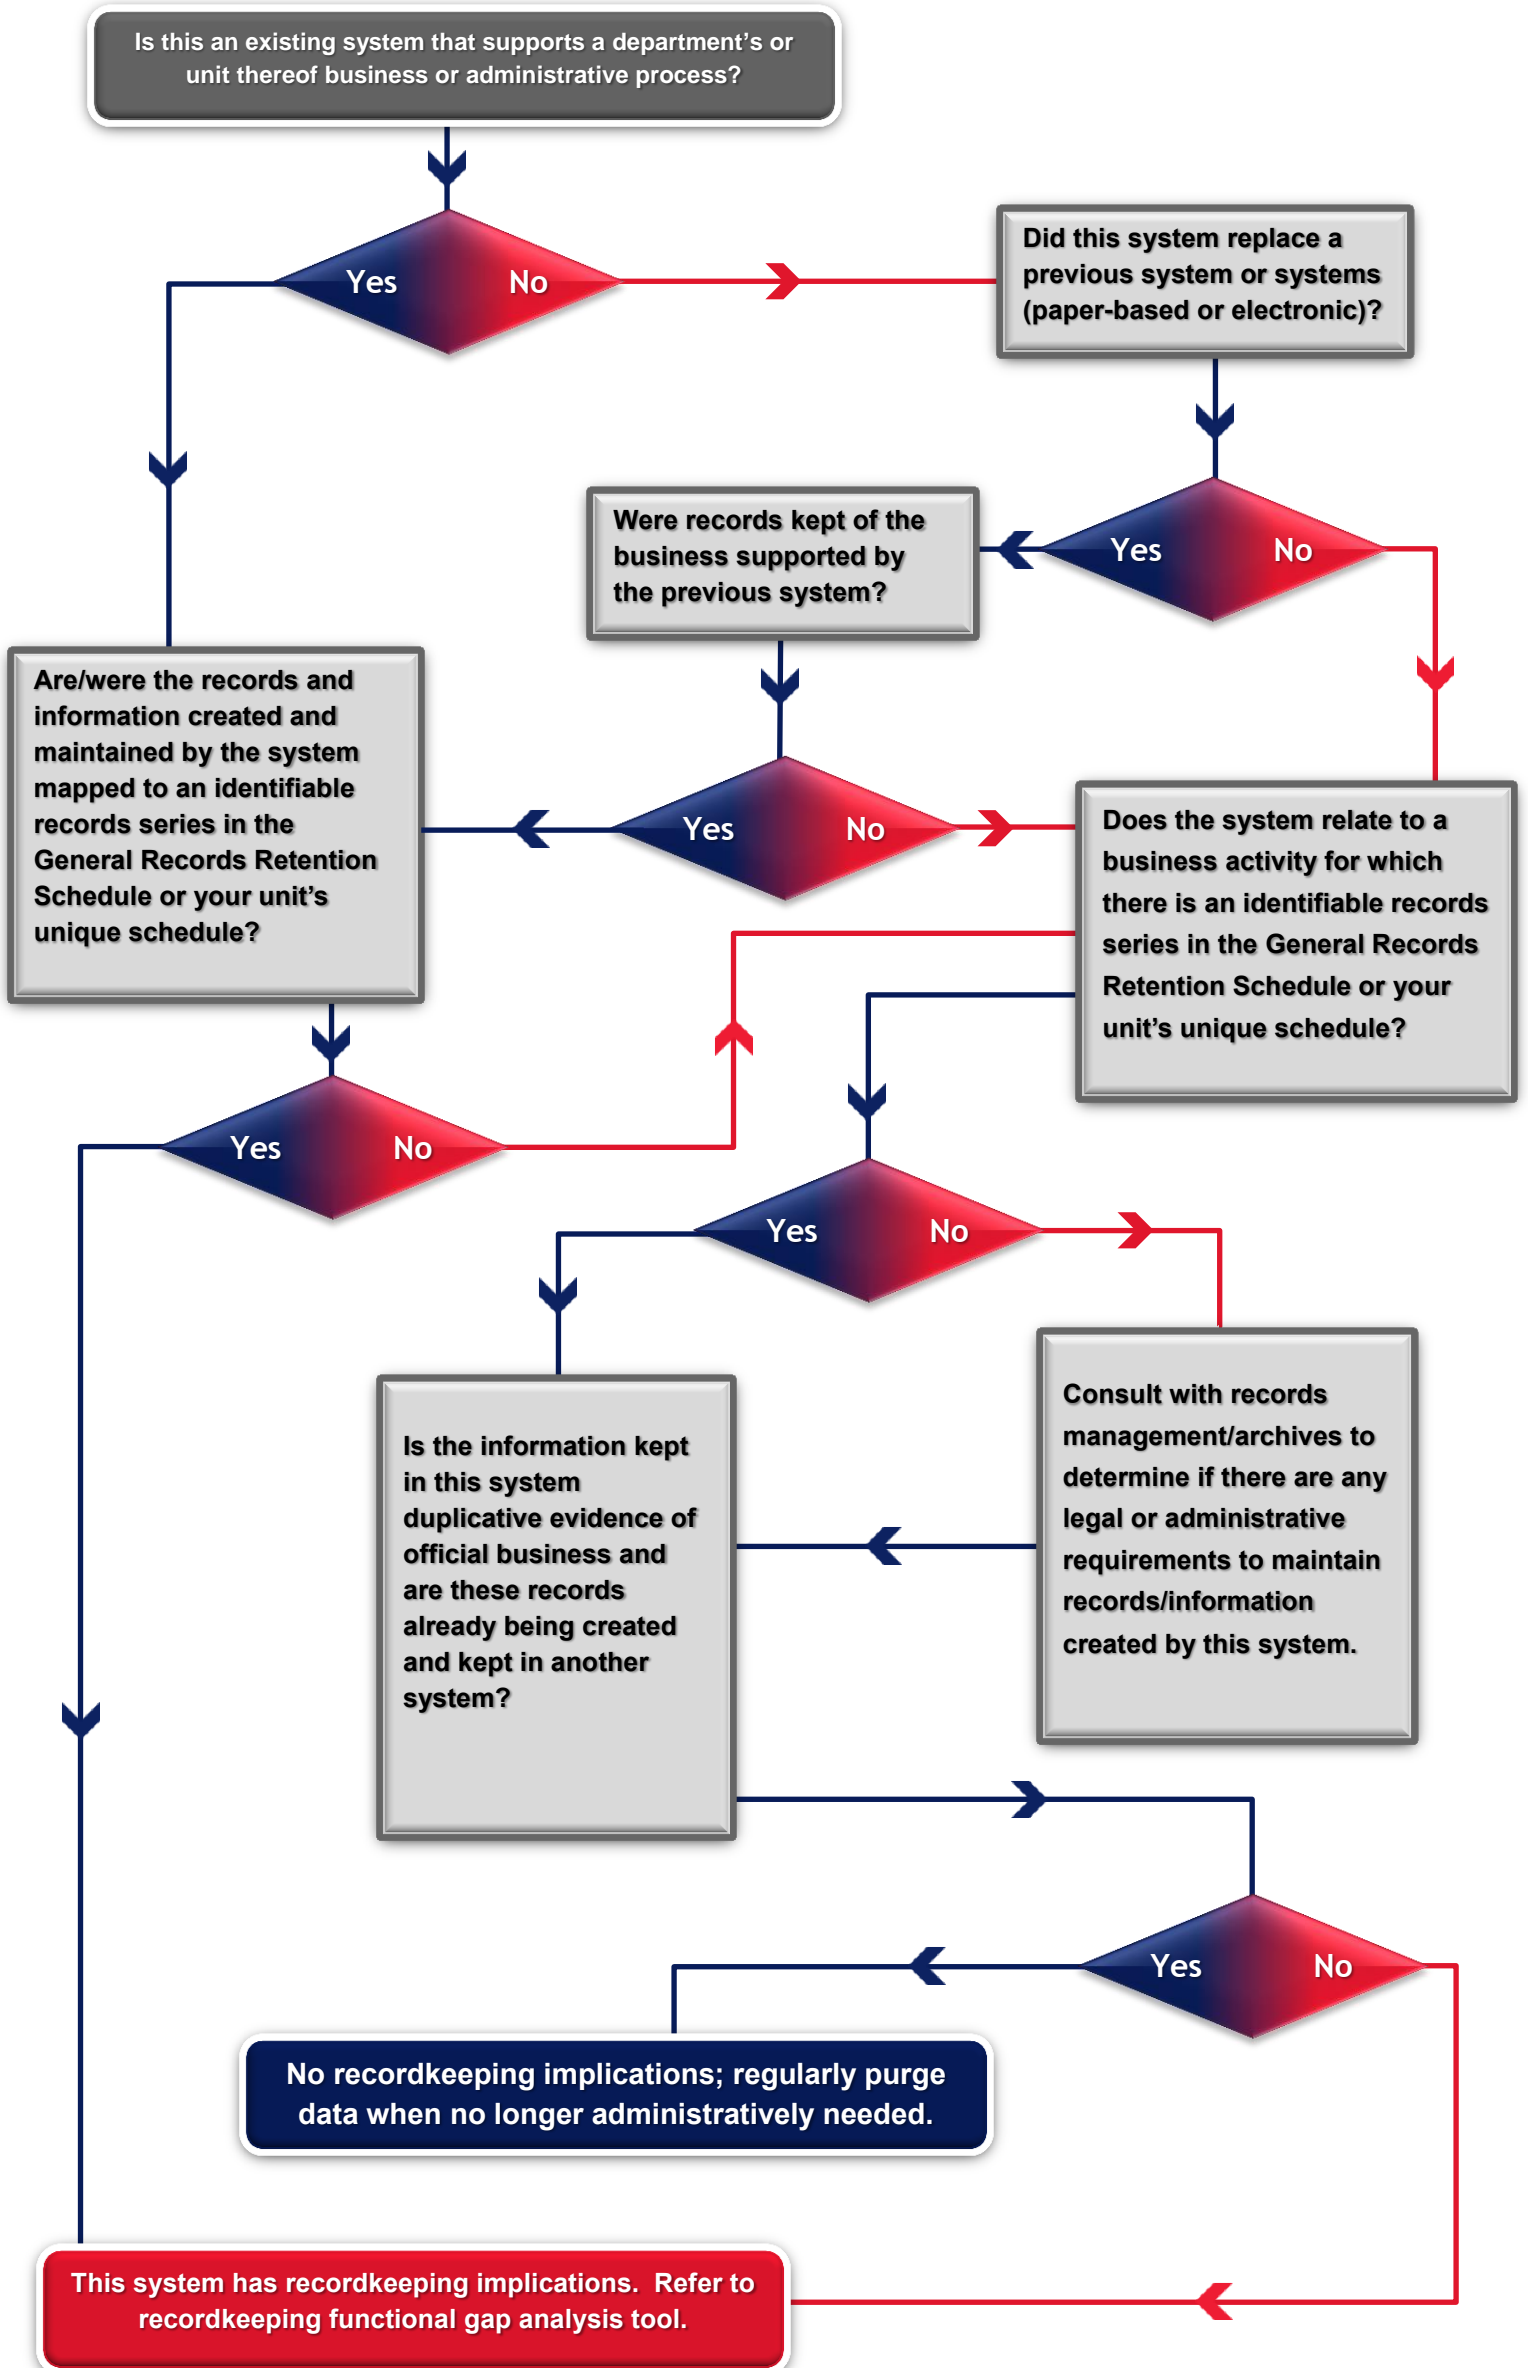 Is this an existing system that supports a department’s or
unit thereof business or administrative process?
Yes
No
Did this system replace a
previous system or systems
(paper-based or electronic)?
Yes
No
Were records kept of the
business supported by
the previous system?
Yes
No
Are/were the records and
information created and
maintained by the system
mapped to an identifiable
records series in the
General Records Retention
Schedule or your unit’s
unique schedule?
Yes
No
Does the system relate to a
business activity for which
there is an identifiable records
series in the General Records
Retention Schedule or your
unit’s unique schedule?
Yes
No
Is the information kept
in this system
duplicative evidence of
official business and
are these records
already being created
and kept in another
system?
Consult with records
management/archives to
determine if there are any
legal or administrative
requirements to maintain
records/information
created by this system.
Yes
No
No recordkeeping implications; regularly purge
data when no longer administratively needed.
This system has recordkeeping implications.  Refer to
recordkeeping functional gap analysis tool.